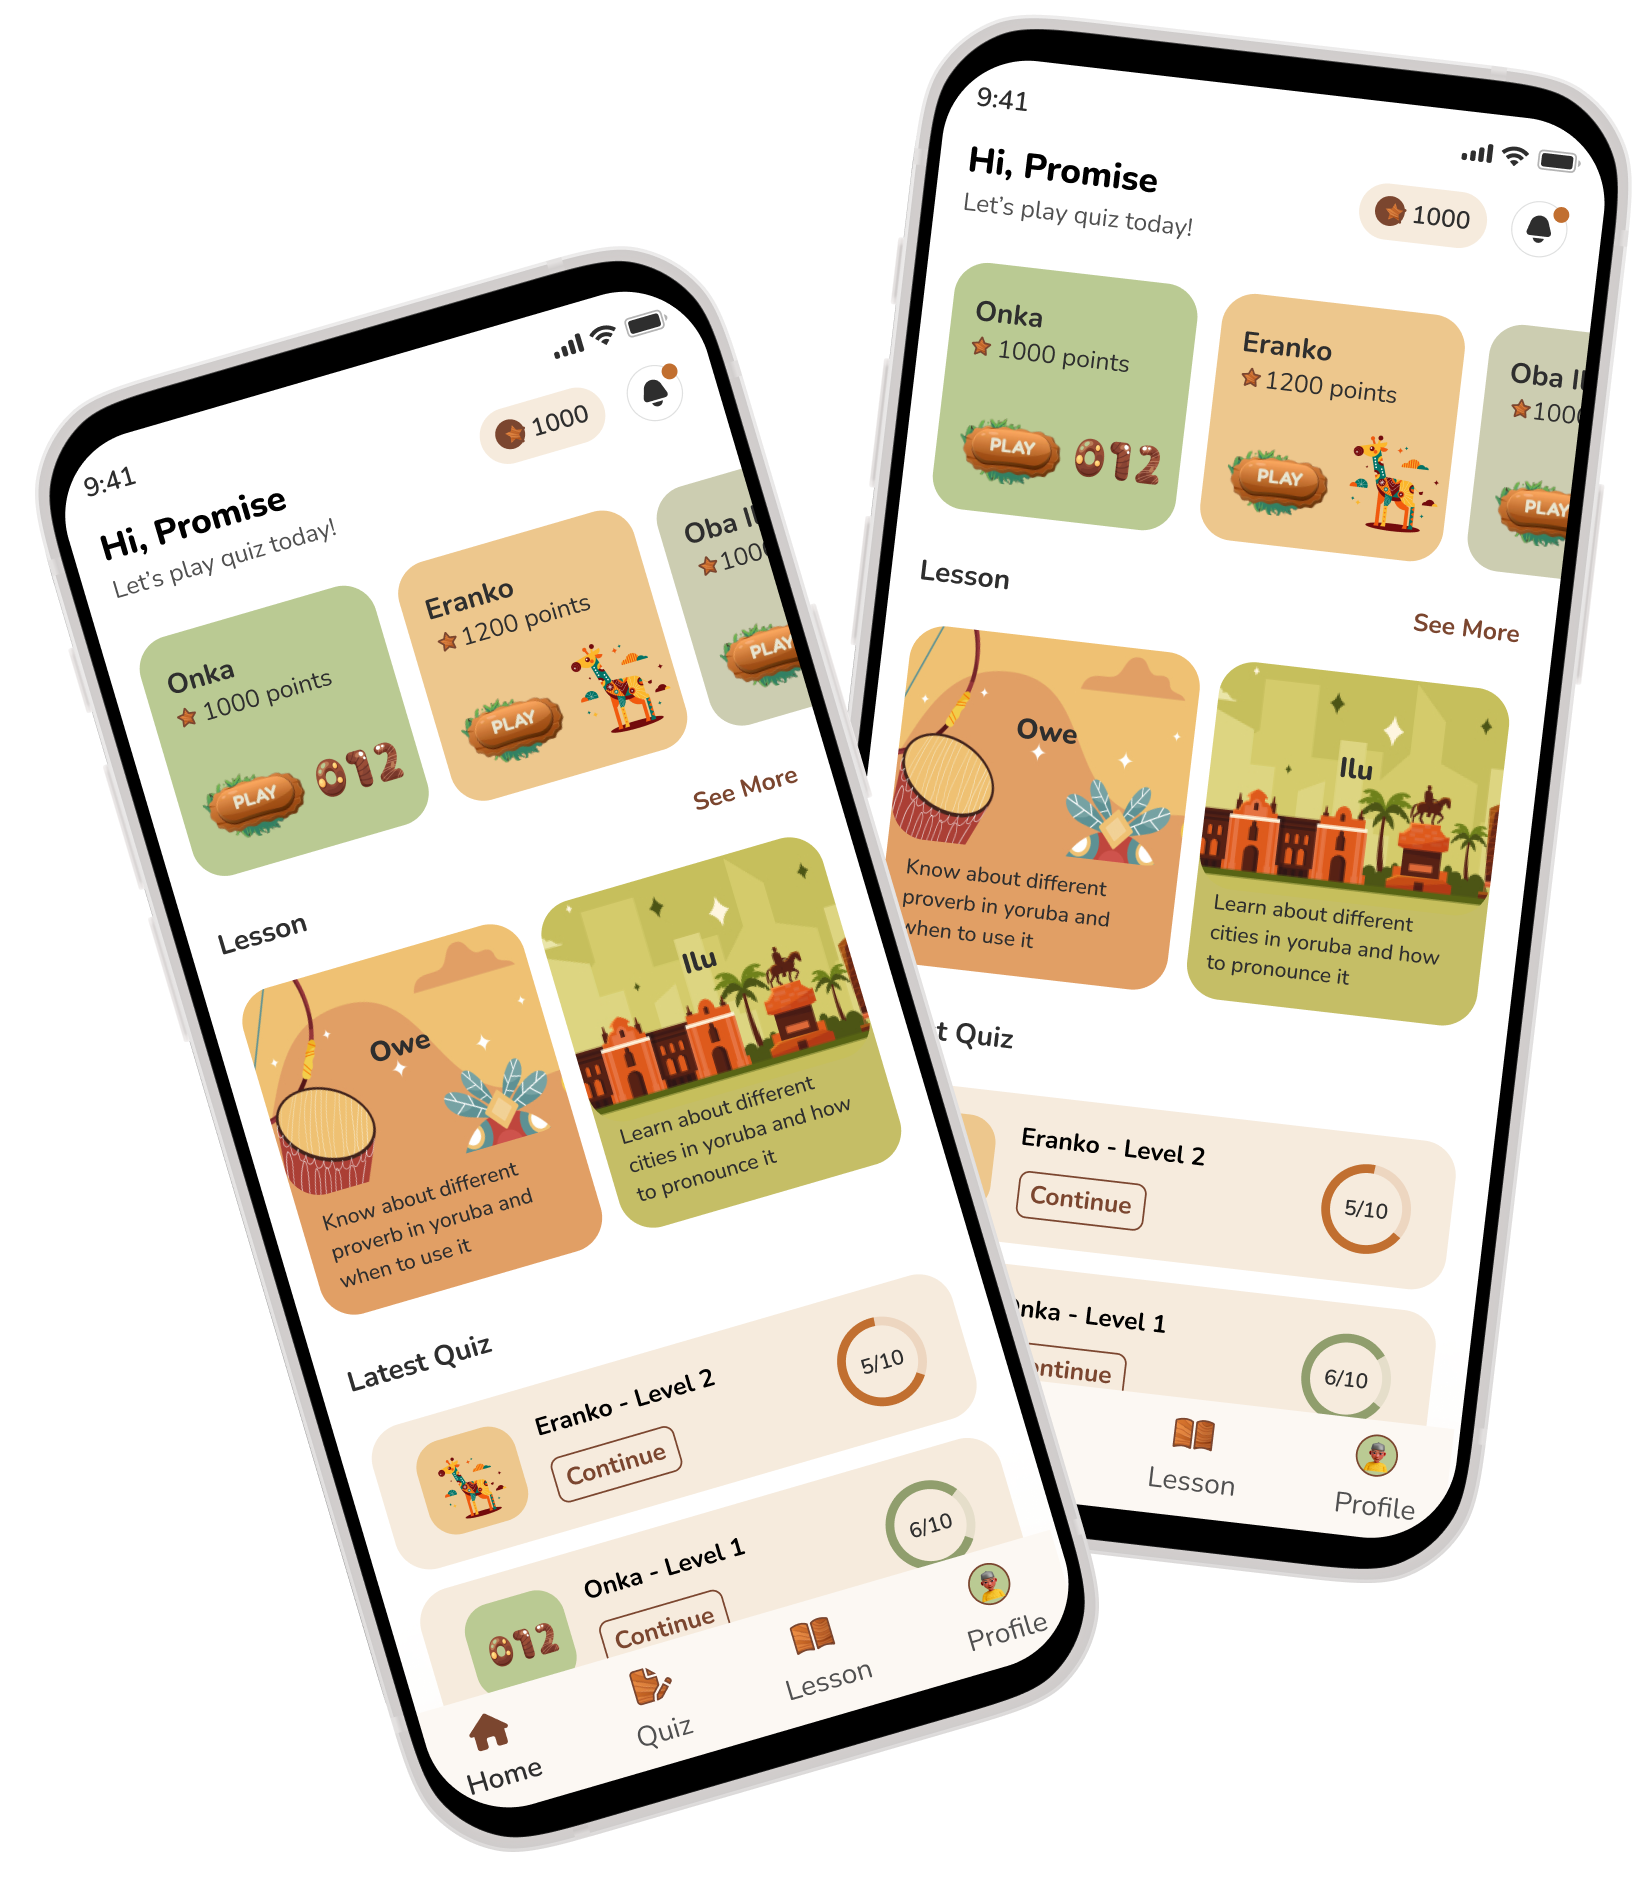 9:41
1000
Hi, Promise
Let's play quiz today!
Onka
1000 points
PLAY
012
Eranko
1200 points
PLAY
Oba
100
PLAY
Lesson
See More
Owe
Know about different
proverb in yoruba and
when to use it
Ilu
Learn about different
cities in yoruba and how
to pronounce it
Latest Quiz
Eranko - Level 2
Continue
5/10
Onka - Level 1
Continue
6/10
012
Home
Quiz
Lesson
Profile
9:41
Hi, Promise
Let's play quiz today!
1000
Onka
1000 points
PLAY
012
Eranko
1200 points
PLAY
Oba
100
PLAY
Lesson
See More
Owe
Know about different
proverb in yoruba and
when to use it
Ilu
Learn about different
cities in yoruba and how
to pronounce it
t Quiz
Eranko - Level 2
Continue
5/10
nka - Level 1
ontinue
6/10
Lesson
Profile